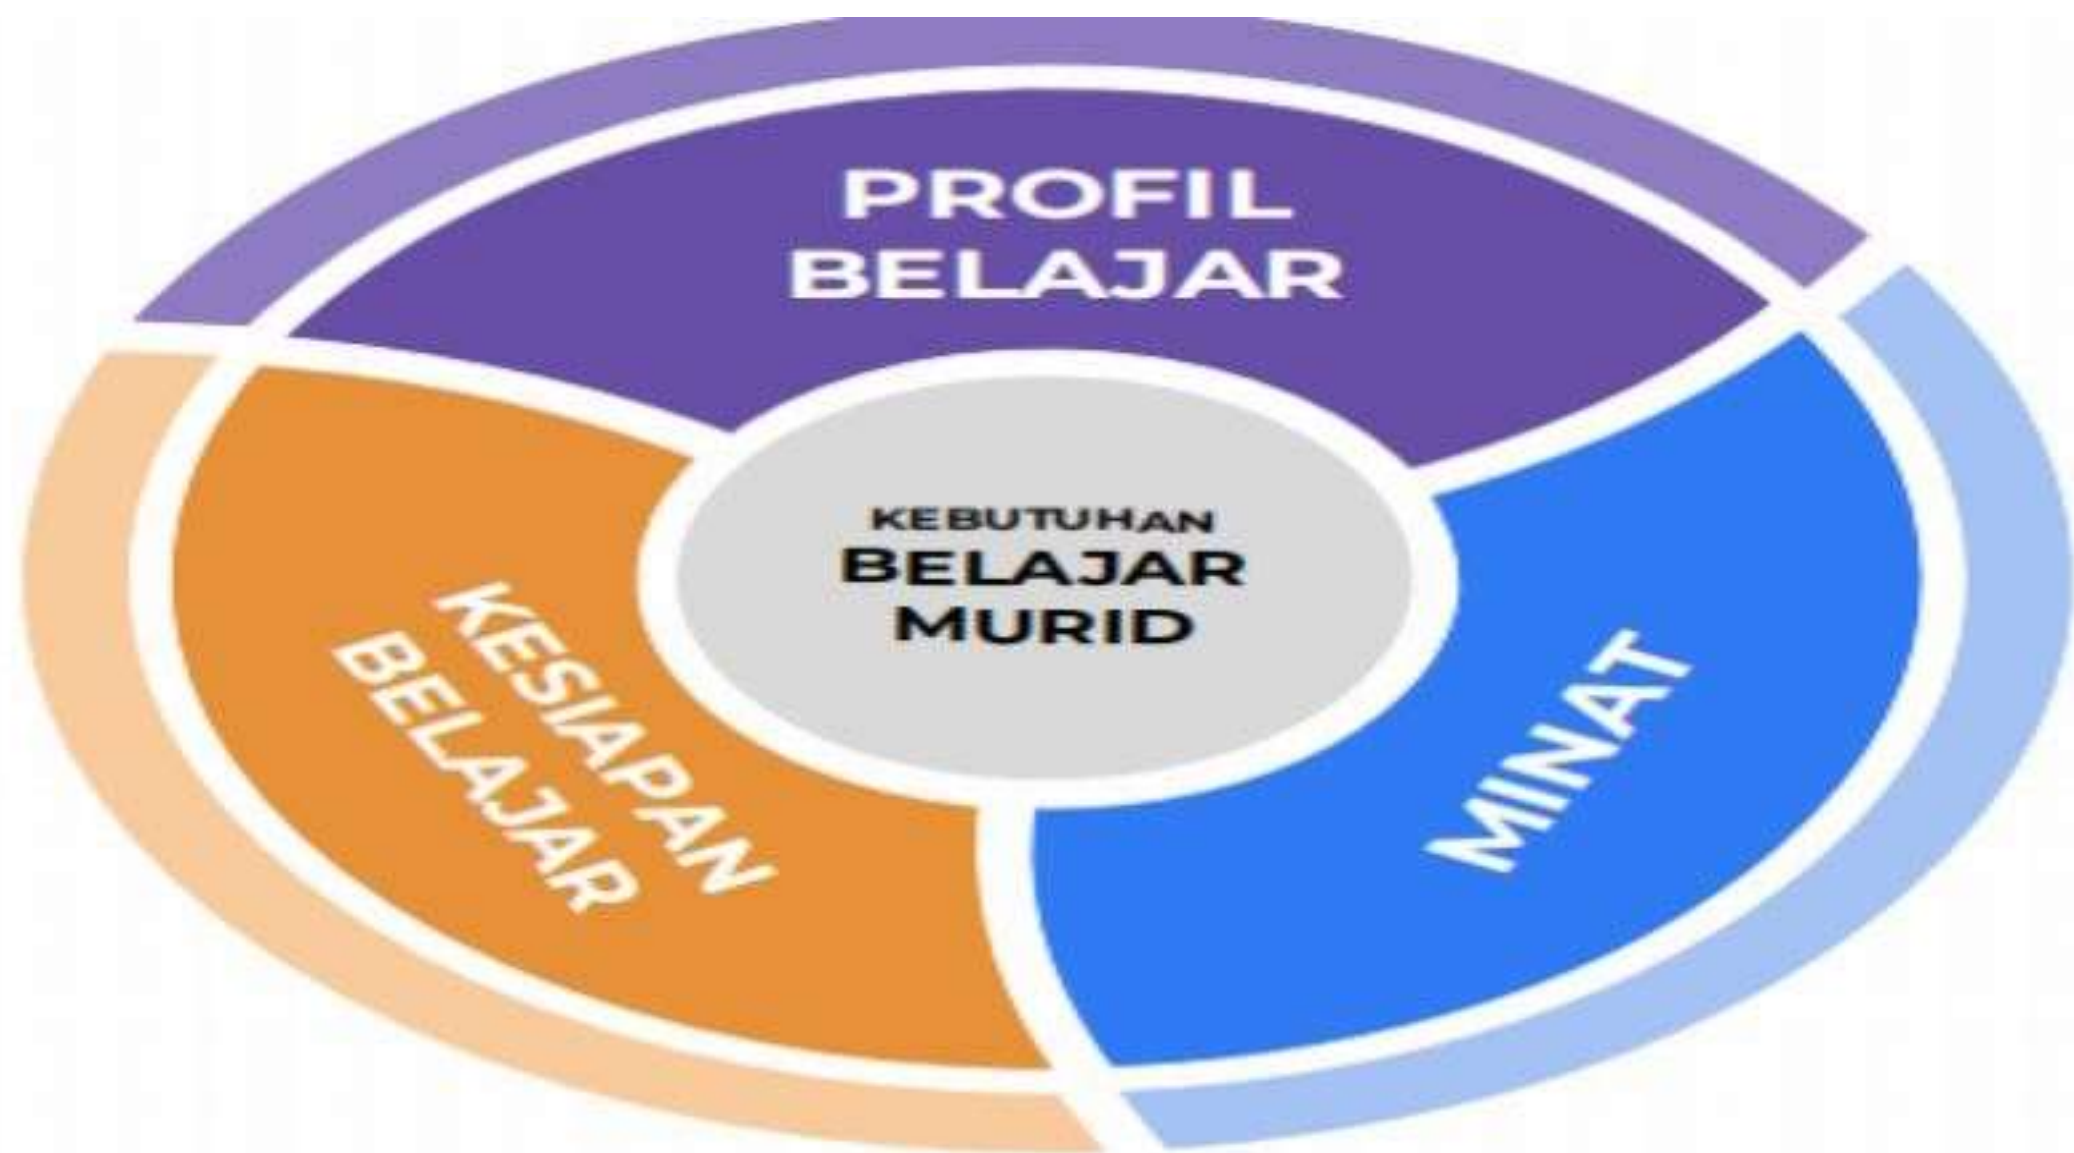 PROFIL
BELAJAR
KEBUTUHAN
BELAJAR
MURID
KESIAPAN
BELAJAR
MINAT